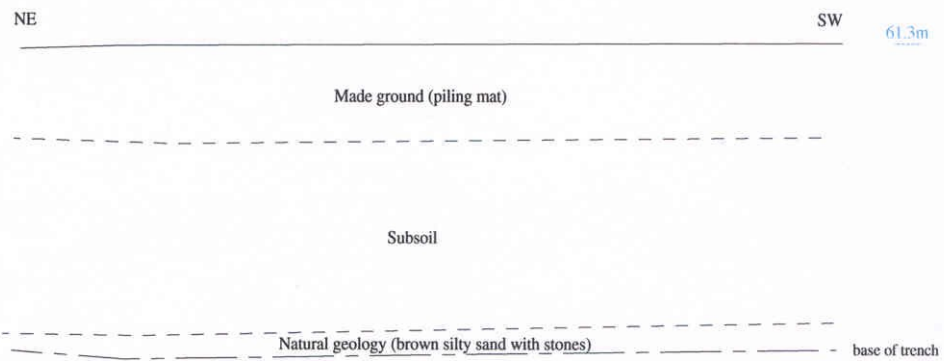 NE
SW
61.3m
Made ground (piling mat)
Subsoil
Natural geology (brown silty sand with stones)
base of trench